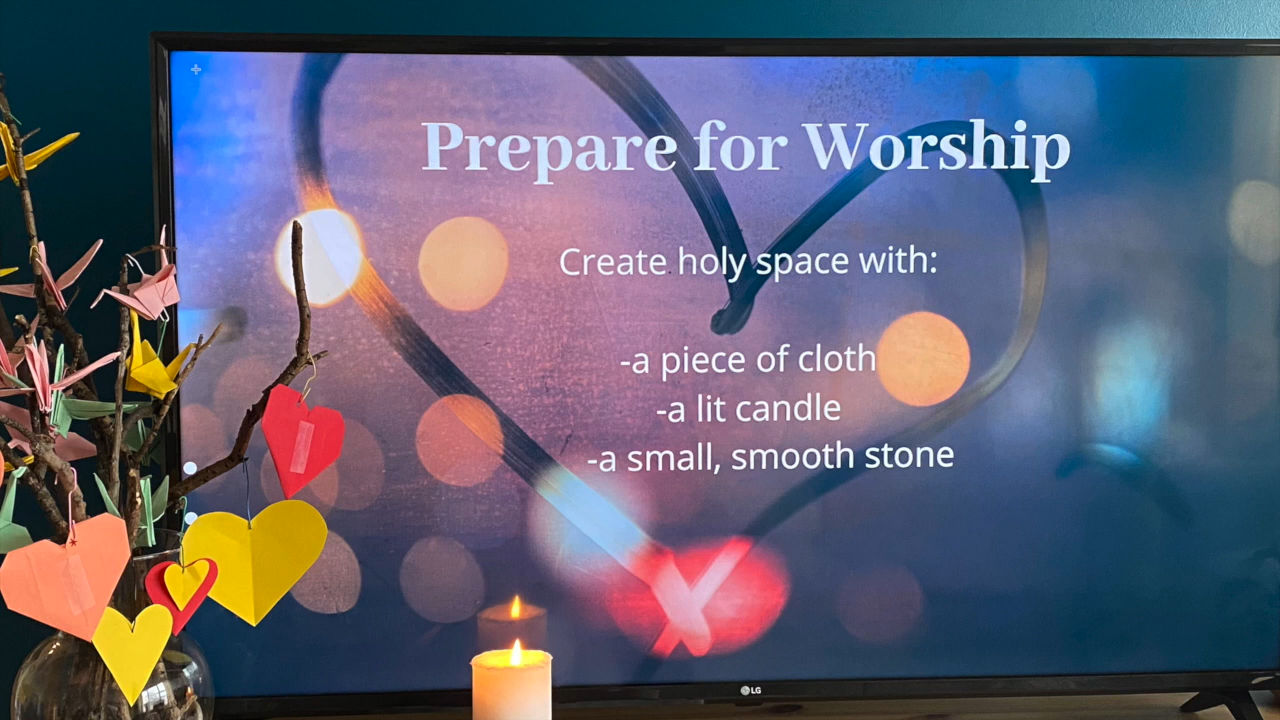 Prepare for Worship
Create holy space with:
-a piece of cloth
-a lit candle
-a small, smooth stone
LG